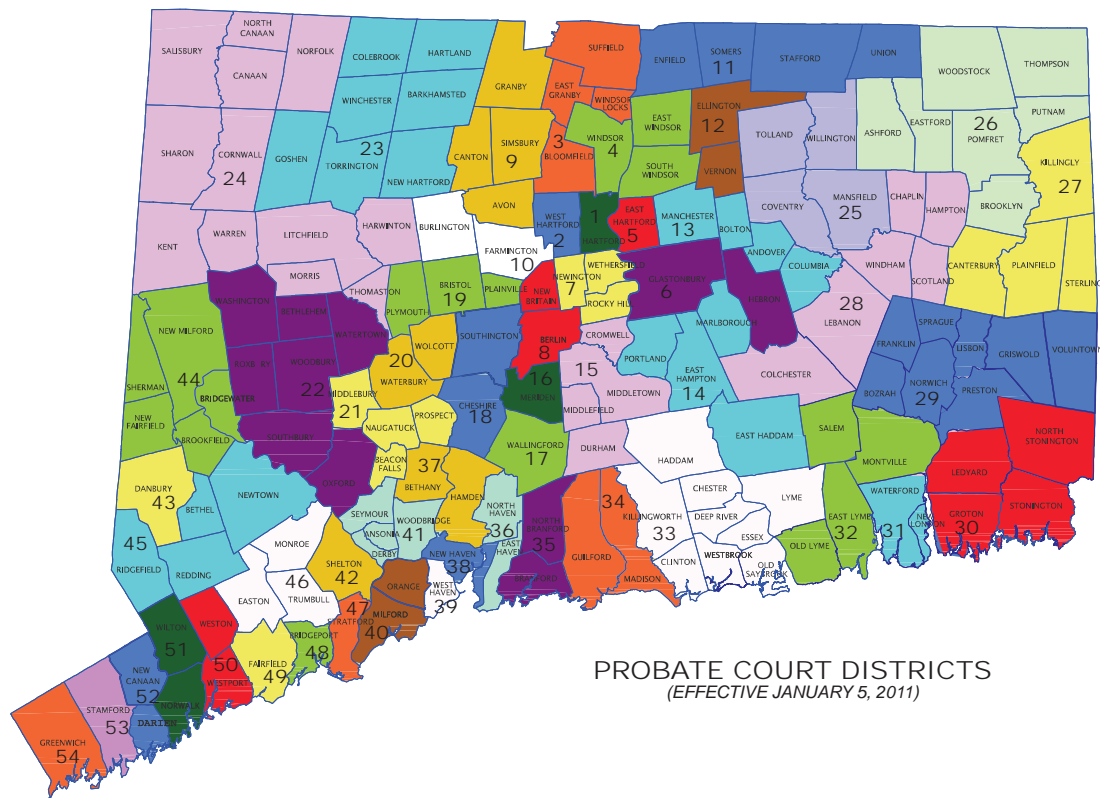 NORTH
CANAAN
SALISBURY
NORFOLK
COLEBROOK
HARTLAND
SUFFIELD
ENFIELD
SOMERS
11
STAFFORD
UNION
WOODSTOCK
THOMPSON
CANAAN
WINCHESTER
BARKHAMSTED
GRANBY
EAST
GRANBY
WINDSOR
LOCKS
EAST
WINDSOR
ELLINGTON
12
TOLLAND
WILLINGTON
ASHFORD
EASTFORD
26
POMFRET
PUTNAM
SHARON
CORNWALL
24
GOSHEN
23
TORRINGTON
NEW HARTFORD
CANTON
SIMSBURY
9
3
BLOOMFIELD
WINDSOR
4
SOUTH
WINDSOR
VERNON
KILLINGLY
27
AVON
WEST
HARTFORD
2
1
HARTFORD
EAST
HARTFORD
5
MANCHESTER
13
BOLTON
COVENTRY
MANSFIELD
25
CHAPLIN
HAMPTON
BROOKLYN
KENT
WARREN
LITCHFIELD
HARWINTON
BURLINGTON
FARMINGTON
10
NEWINGTON
7
WETHERSFIELD
ROCKY HILL
GLASTONBURY
6
ANDOVER
COLUMBIA
HEBRON
WINDHAM
SCOTLAND
CANTERBURY
PLAINFIELD
STERLING
MORRIS
THOMASTON
PLYMOUTH
BRISTOL
19
PLAINVILLE
NEW
BRITAIN
28
LEBANON
WASHINGTON
BETHLEHEM
WATERTOWN
NEW MILFORD
WOLCOTT
SOUTHINGTON
BERLIN
8
CROMWELL
MARLBOROUGH
PORTLAND
FRANKLIN
SPRAGUE
LISBON
GRISWOLD
VOLUNTOWN
ROXBURY
WOODBURY
22
20
WATERBURY
15
16
MERIDEN
MIDDLETOWN
EAST
HAMPTON
14
COLCHESTER
BOZRAH
NORWICH
29
PRESTON
SHERMAN
44
BRIDGEWATER
MIDDLEBURY
21
CHESHIRE
18
MIDDLEFIELD
NEW
FAIRFIELD
BROOKFIELD
NAUGATUCK
PROSPECT
SOUTHBURY
WALLINGFORD
17
DURHAM
HADDAM
EAST HADDAM
SALEM
MONTVILLE
NORTH
STONINGTON
BEACON
FALLS
37
BETHANY
HAMDEN
DANBURY
43
BETHEL
NEWTOWN
OXFORD
SEYMOUR
ANSONIA
DERBY
WOODBRIDGE
41
NORTH
HAVEN
36
EAST
HAVEN
NORTH
BRANFORD
35
BRANFORD
34
GUILFORD
MADISON
KILLINGWORTH
33
CLINTON
CHESTER
DEEP RIVER
ESSEX
WESTBROOK
OLD
SAYBROOK
LYME
EAST LYME
32
OLD LYME
WATERFORD
31
NEW
LONDON
LEDYARD
GROTON
30
STONINGTON
45
RIDGEFIELD
REDDING
MONROE
46
EASTON
TRUMBULL
SHELTON
42
ORANGE
NEW HAVEN
38
WEST
HAVEN
39
47
STRATFORD
MILFORD
40
WILTON
51
WESTON
50
WESTPORT
FAIRFIELD
49
BRIDGEPORT
48
NEW
CANAAN
52
NORWALK
DARIEN
STAMFORD
53
GREENWICH
54
PROBATE COURT DISTRICTS
(EFFECTIVE JANUARY 5, 2011)